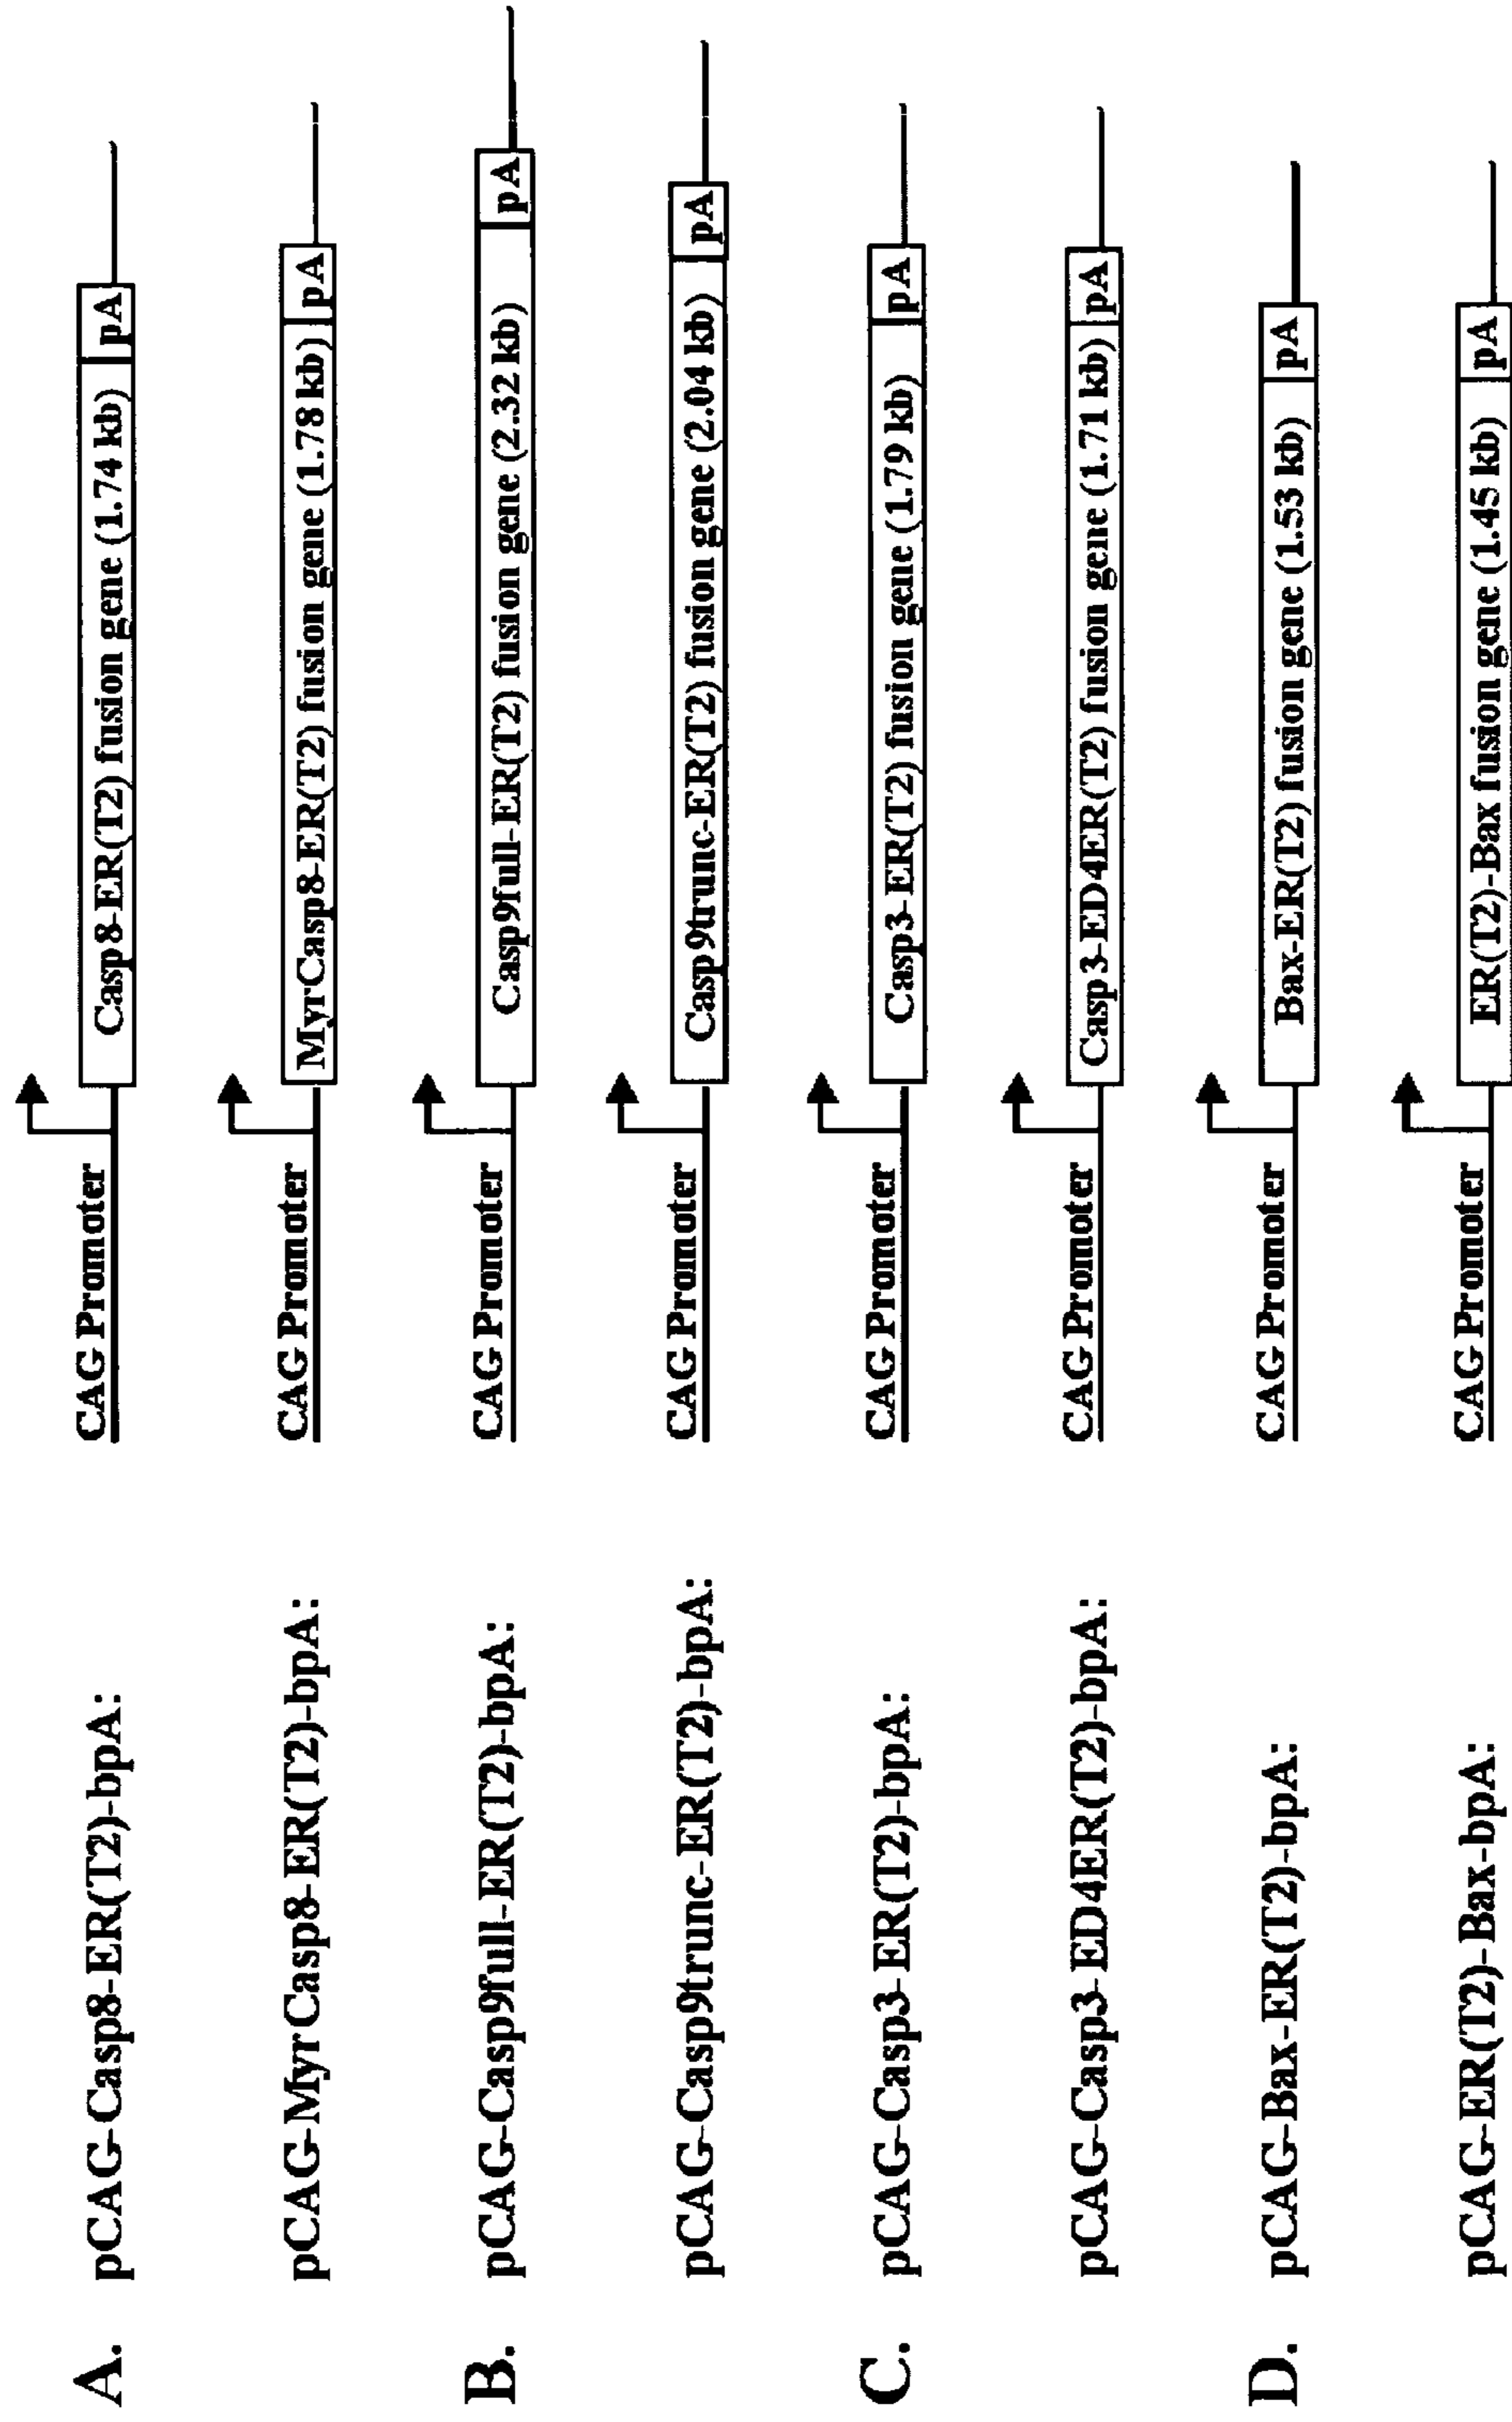 A. pCAG-Casp8-ER(T2)-bpA: CAG Promoter Casp8-ER(T2) fusion gene (1.74 kb) pA
pCAG-MyrCasp8-ER(T2)-bpA: CAG Promoter MyrCasp8-ER(T2) fusion gene (1.78 kb) pA
B. pCAG-Casp9full-ER(T2)-bpA: CAG Promoter Casp9full-ER(T2) fusion gene (2.32 kb) pA
pCAG-Casp9trunc-ER(T2)-bpA: CAG Promoter Casp9trunc-ER(T2) fusion gene (2.04 kb) pA
C. pCAG-Casp3-ER(T2)-bpA: CAG Promoter Casp3-ER(T2) fusion gene (1.79 kb) pA
pCAG-Casp3-ED4ER(T2)-bpA: CAG Promoter Casp3-ED4ER(T2) fusion gene (1.71 kb) pA
D. pCAG-Bax-ER(T2)-bpA: CAG Promoter Bax-ER(T2) fusion gene (1.53 kb) pA
pCAG-ER(T2)-Bax-bpA: CAG Promoter ER(T2)-Bax fusion gene (1.45 kb) pA